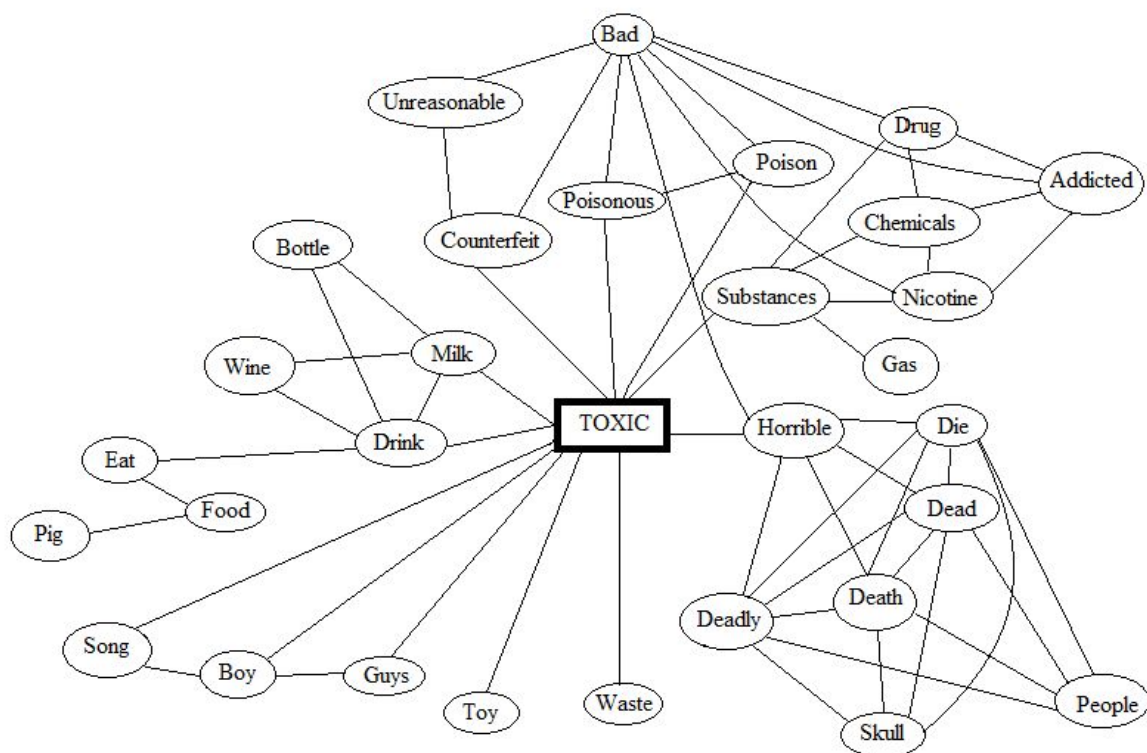 Bad
Unreasonable
Drug
Poison
Addicted
Poisonous
Chemicals
Counterfeit
Bottle
Substances
Nicotine
Milk
Wine
Gas
TOXIC
Horrible
Die
Drink
Eat
Food
Dead
Pig
Death
Deadly
Song
Boy
Guys
Waste
People
Toy
Skull